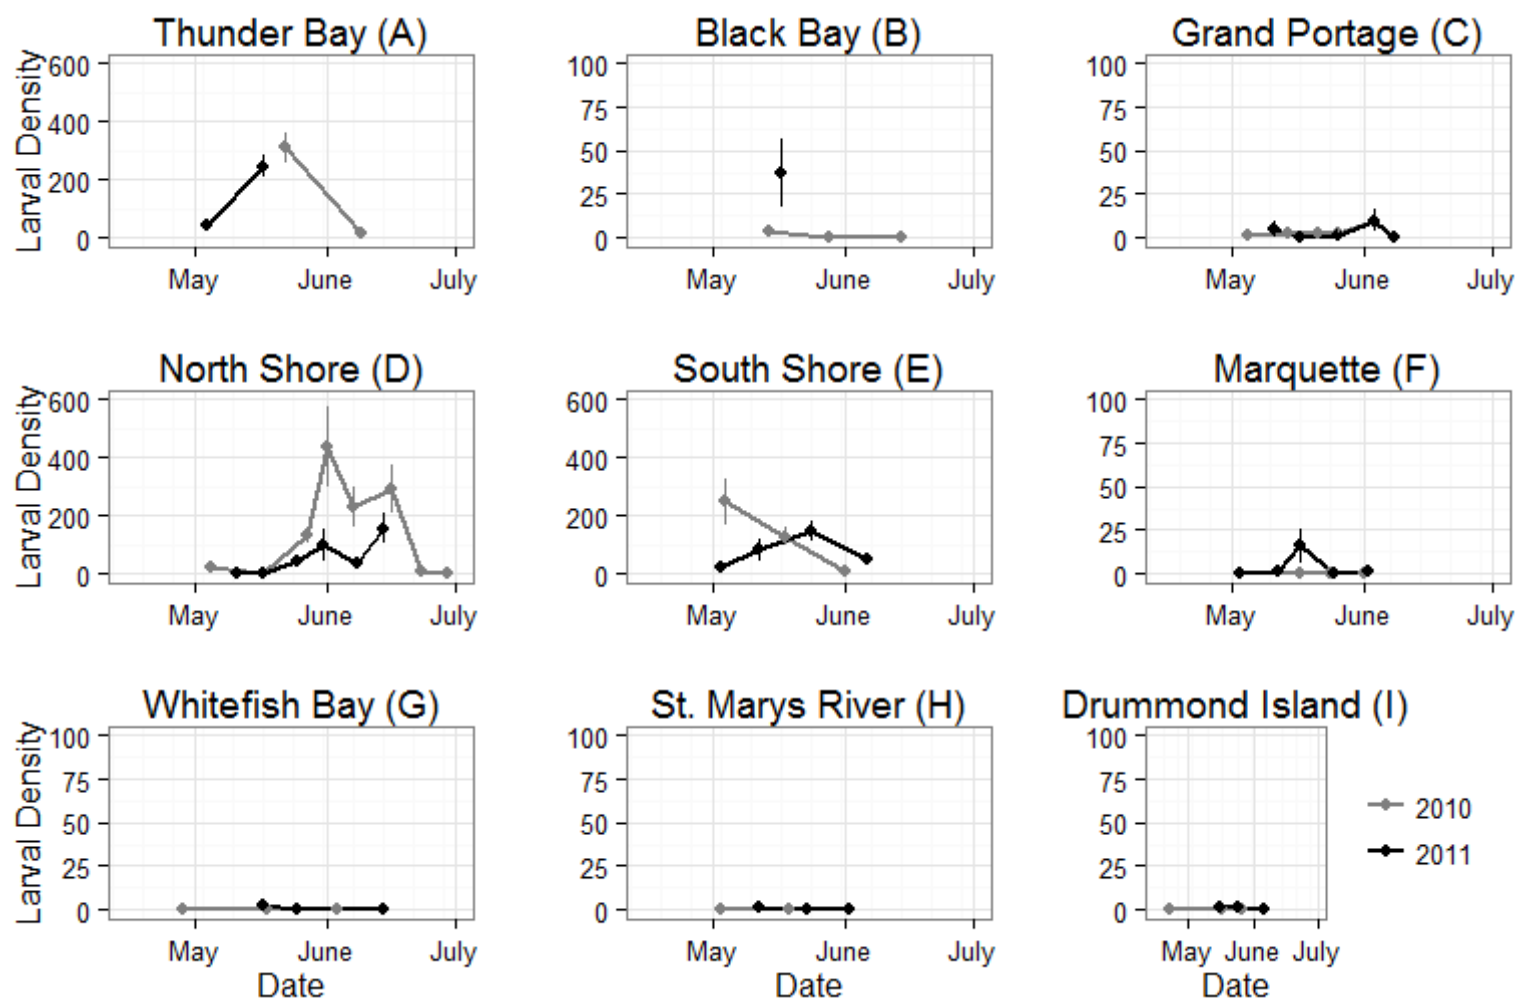 Thunder Bay (A)
Larval Density
600
400
200
0
May June July
Black Bay (B)
100
75
50
25
0
May June July
Grand Portage (C)
100
75
50
25
0
May June July
North Shore (D)
Larval Density
600
400
200
0
May June July
South Shore (E)
600
400
200
0
May June July
Marquette (F)
100
75
50
25
0
May June July
Whitefish Bay (G)
Larval Density
100
75
50
25
0
May June July
Date
St. Marys River (H)
100
75
50
25
0
May June July
Date
Drummond Island (I)
100
75
50
25
0
May June July
Date
2010
2011